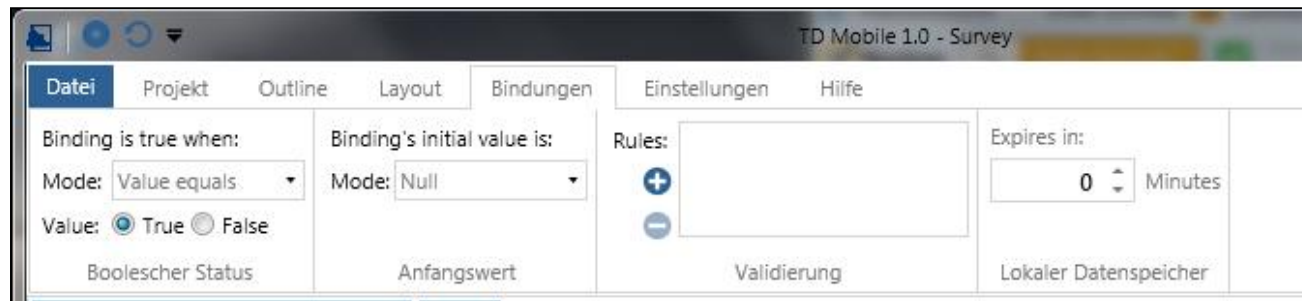 TD Mobile 1.0 - Survey
Datei Projekt Outline Layout Bindungen Einstellungen Hilfe
Binding is true when: Binding's initial value is: Rules: Expires in:
Mode: Value equals Mode: Null 0 Minutes
Value: True False
Boolescher Status Anfangswert Validierung Lokaler Datenspeicher